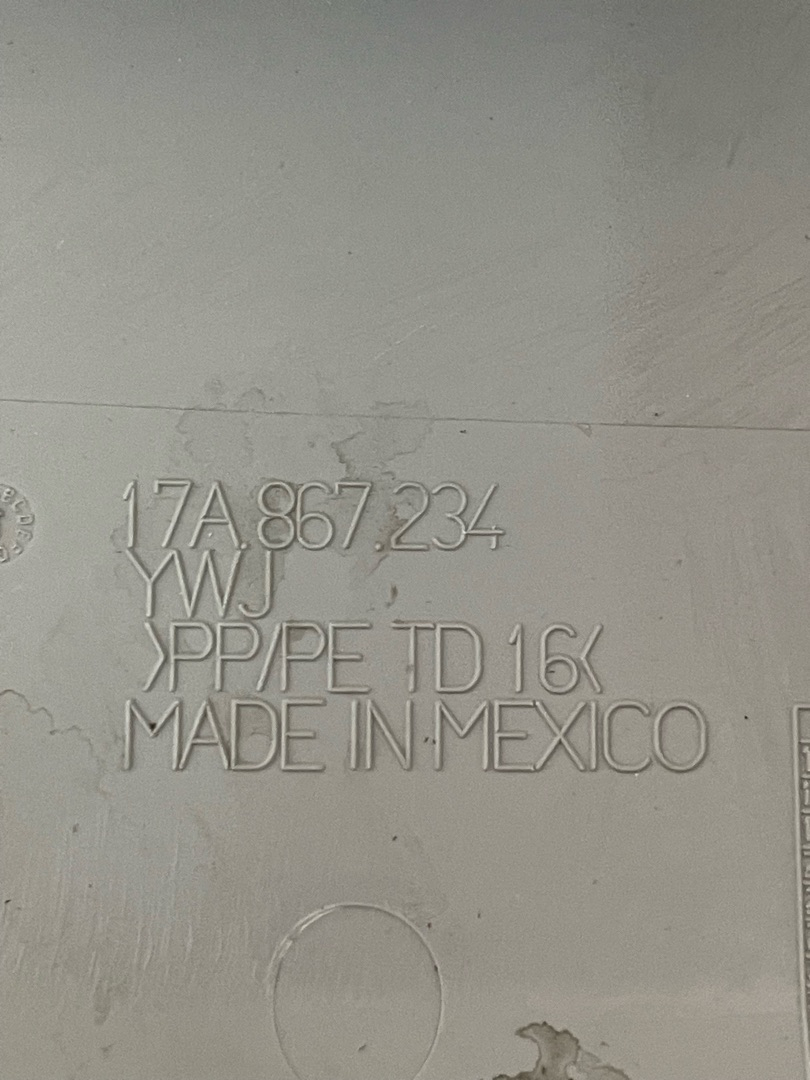 17A.867.234
YWJ
>PP/PE TD 16<
MADE IN MEXICO